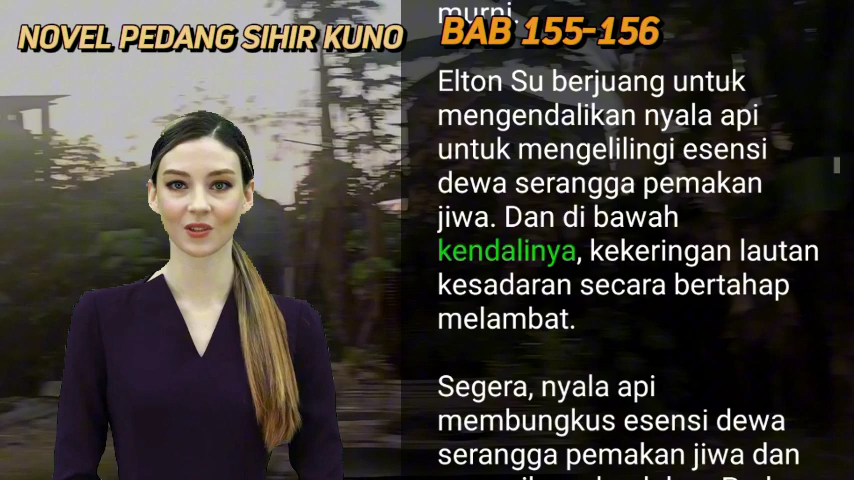 NOVEL PEDANG SIHIR KUNO
BAB 155-156
murni.
Elton Su berjuang untuk
mengendalikan nyala api
untuk mengelilingi esensi
dewa serangga pemakan
jiwa. Dan di bawah
kendalinya, kekeringan lautan
kesadaran secara bertahap
melambat.
Segera, nyala api
membungkus esensi dewa
serangga pemakan jiwa dan